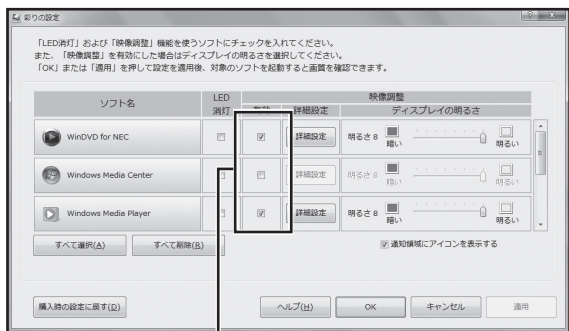 彩りの設定
「LED消灯」および「映像調整」機能を使うソフトにチェックを入れてください。
また、「映像調整」を有効にした場合はディスプレイの明るさを選択してください。
「OK」または「適用」を押して設定を適用後、対象のソフトを起動すると画質を確認できます。
ソフト名 LED消灯 映像調整
有効 詳細設定 ディスプレイの明るさ
WinDVD for NEC 詳細設定 明るさ 8 暗い 明るい
Windows Media Center 詳細設定 明るさ 8 暗い 明るい
Windows Media Player 詳細設定 明るさ 8 暗い 明るい
すべて選択(A) すべて削除(R) 通知領域にアイコンを表示する
購入時の設定に戻す(D) ヘルプ(H) OK キャンセル 適用